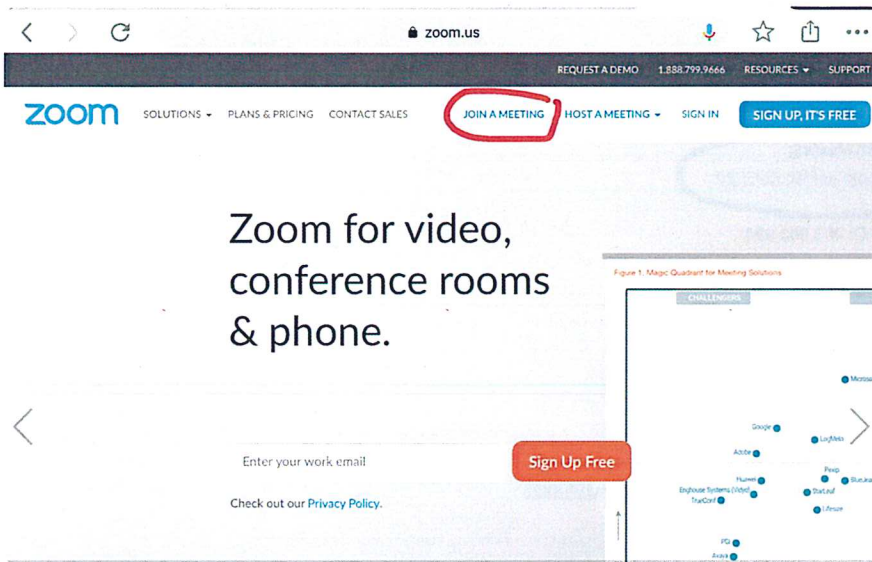 zoom.us
REQUEST A DEMO 1.888.799.9666 RESOURCES SUPPORT
zoom SOLUTIONS PLANS & PRICING CONTACT SALES JOIN A MEETING HOST A MEETING SIGN IN SIGN UP, IT'S FREE
Zoom for video,
conference rooms
& phone.
Figure 1. Magic Quadrant for Meeting Solutions
CHALLENGERS
Google
LogMeIn
Adobe
Enter your work email
Sign Up Free
Huawei
Pexip
Enghouse Systems (Vidyo)
StarLeaf
TrueConf
Lifesize
Check out our Privacy Policy.
PGi
Avaya